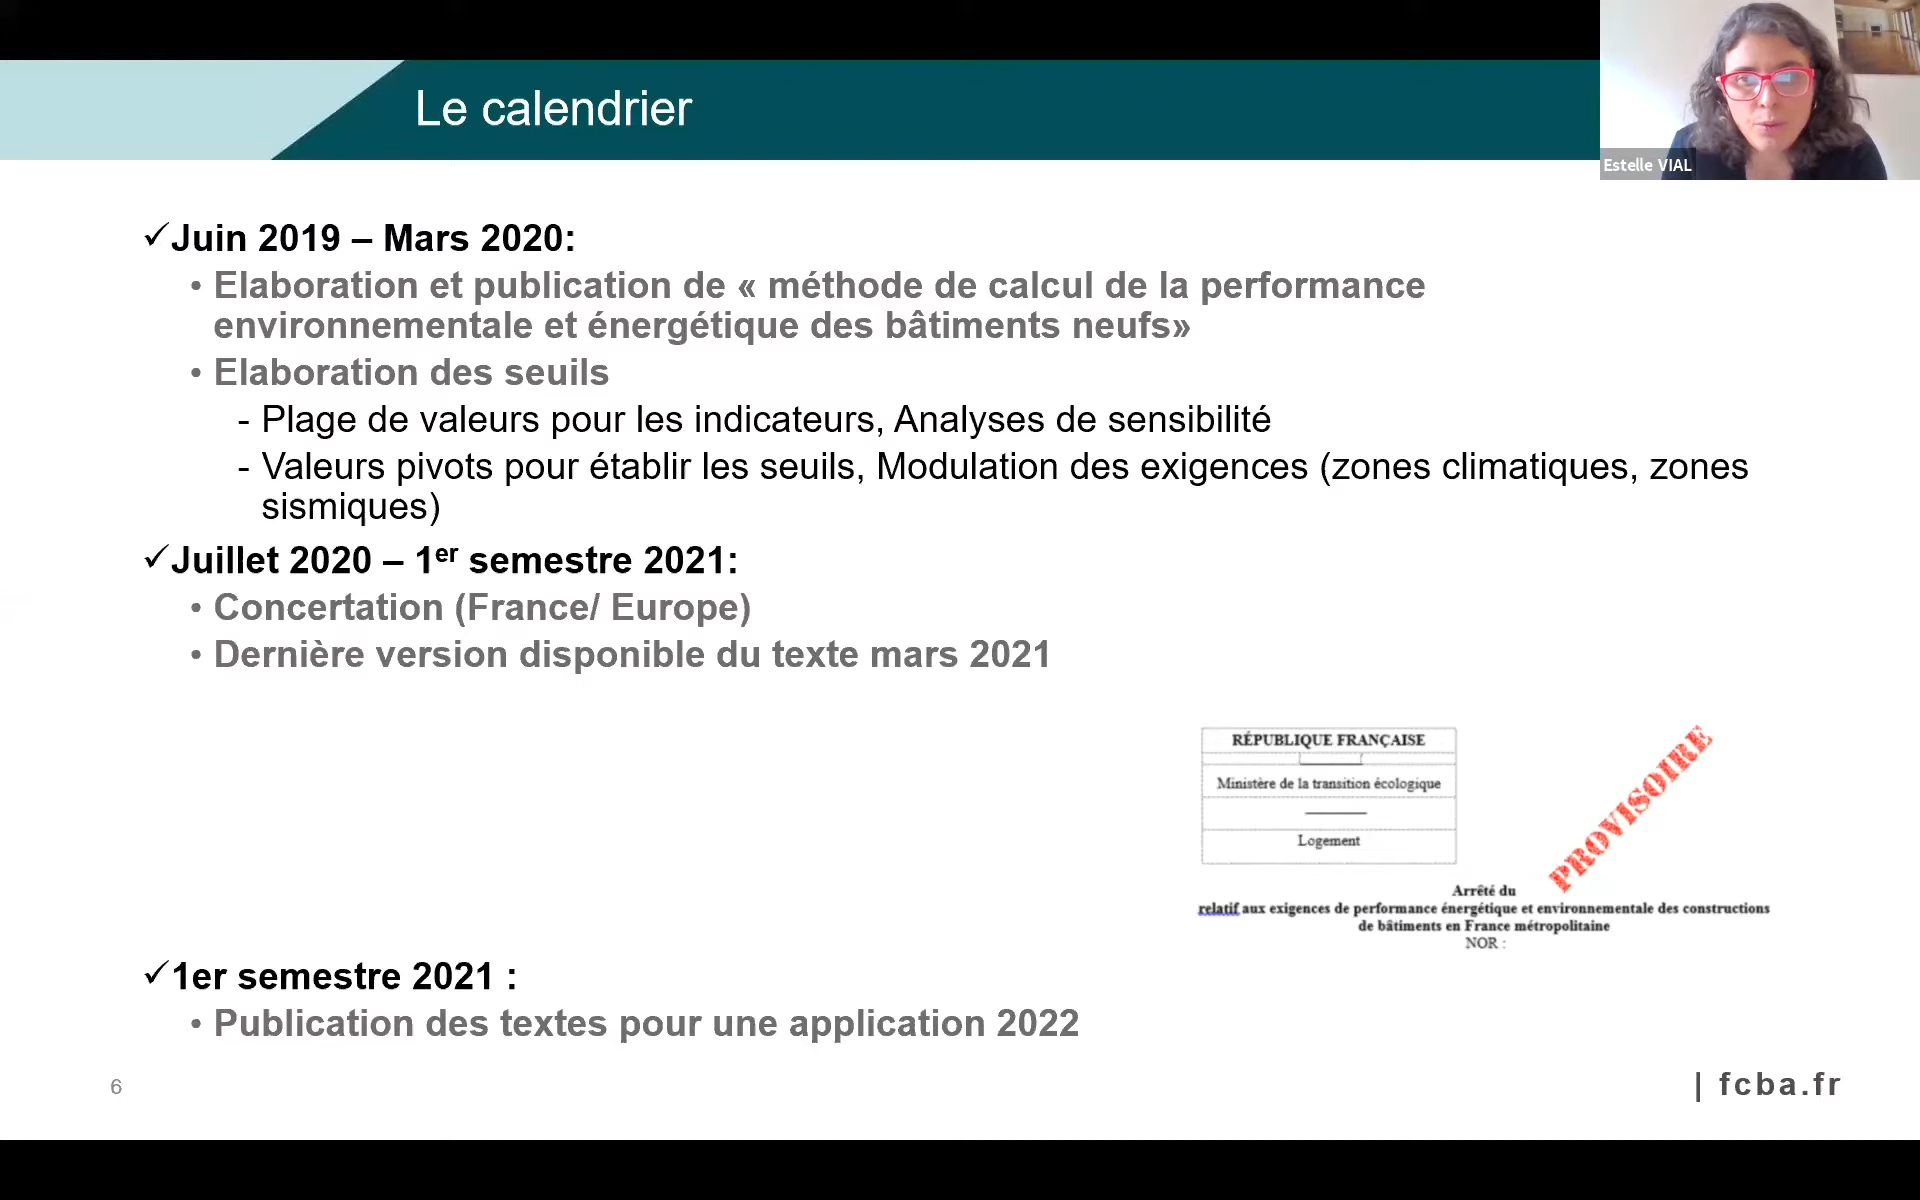 Le calendrier
Estelle VIAL
✓Juin 2019 – Mars 2020:
• Elaboration et publication de « méthode de calcul de la performance
environnementale et énergétique des bâtiments neufs»
• Elaboration des seuils
- Plage de valeurs pour les indicateurs, Analyses de sensibilité
- Valeurs pivots pour établir les seuils, Modulation des exigences (zones climatiques, zones
sismiques)
✓Juillet 2020 – 1er semestre 2021:
• Concertation (France/ Europe)
• Dernière version disponible du texte mars 2021
RÉPUBLIQUE FRANÇAISE
Ministère de la transition écologique
Logement
PROVISOIRE
Arrêté du
relatif aux exigences de performance énergétique et environnementale des constructions
de bâtiments en France métropolitaine
NOR :
✓1er semestre 2021 :
• Publication des textes pour une application 2022
6
| fcba.fr